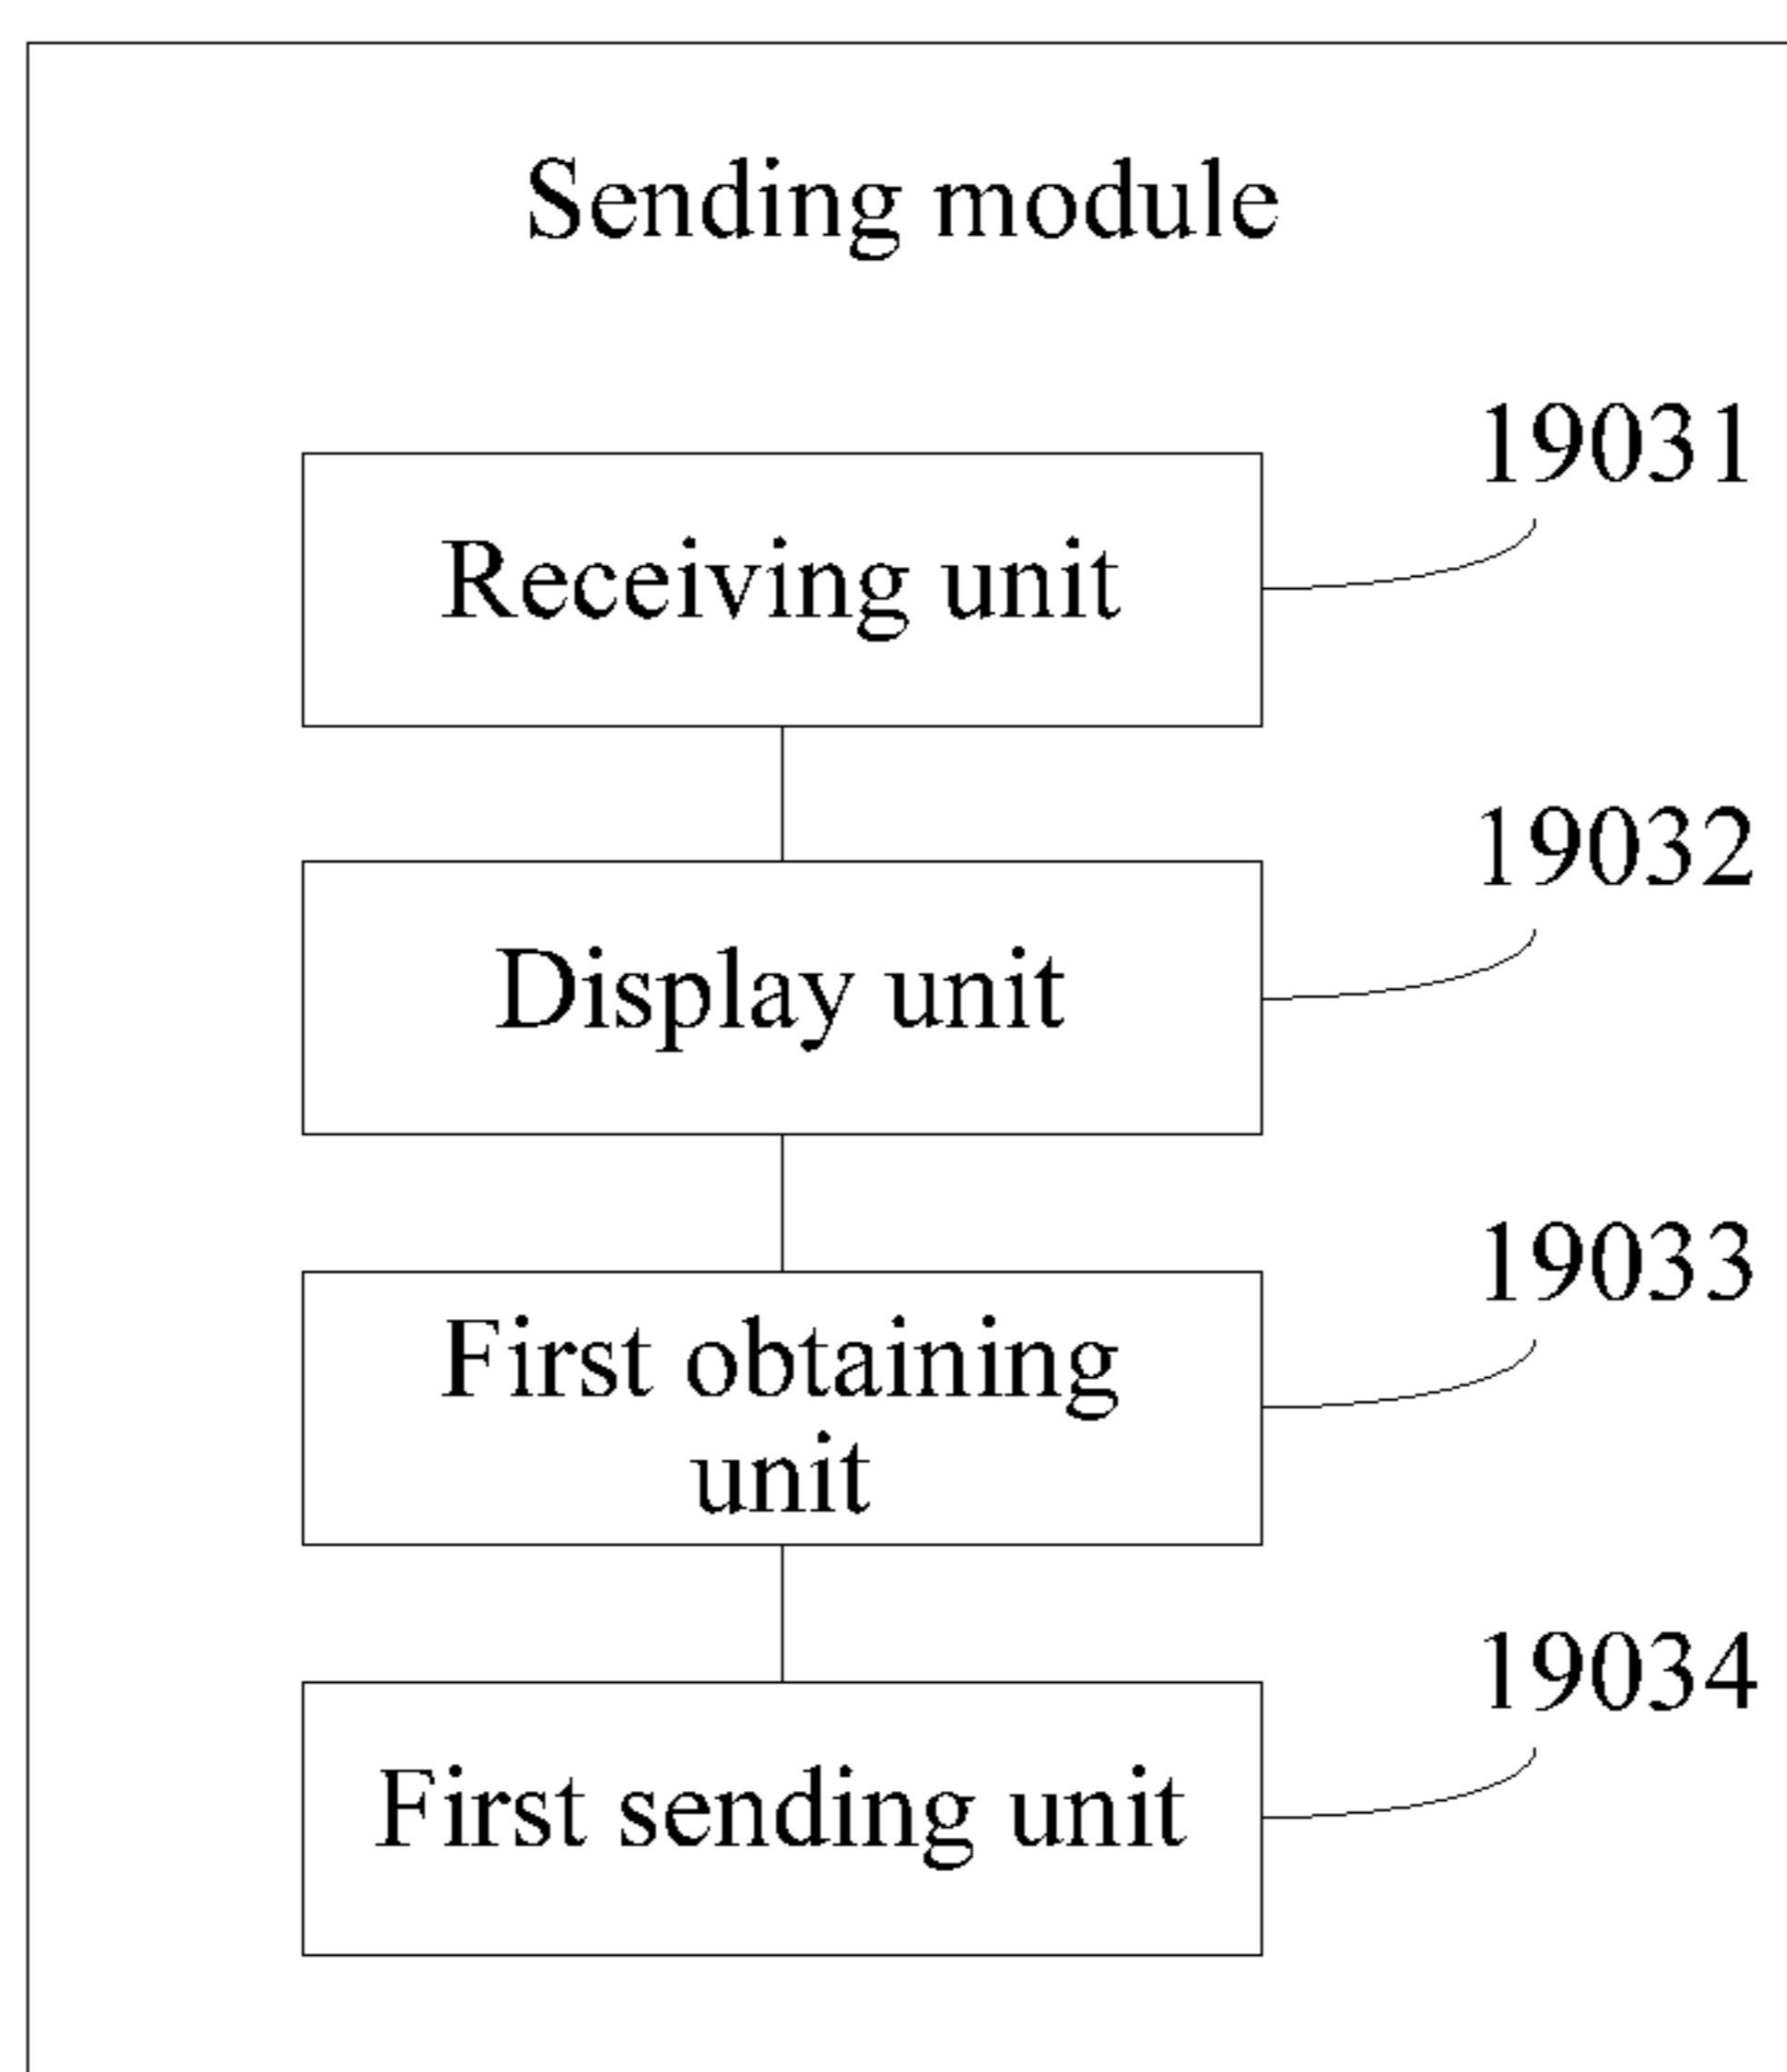 Sending module
19031
Receiving unit
19032
Display unit
19033
First obtaining
unit
19034
First sending unit